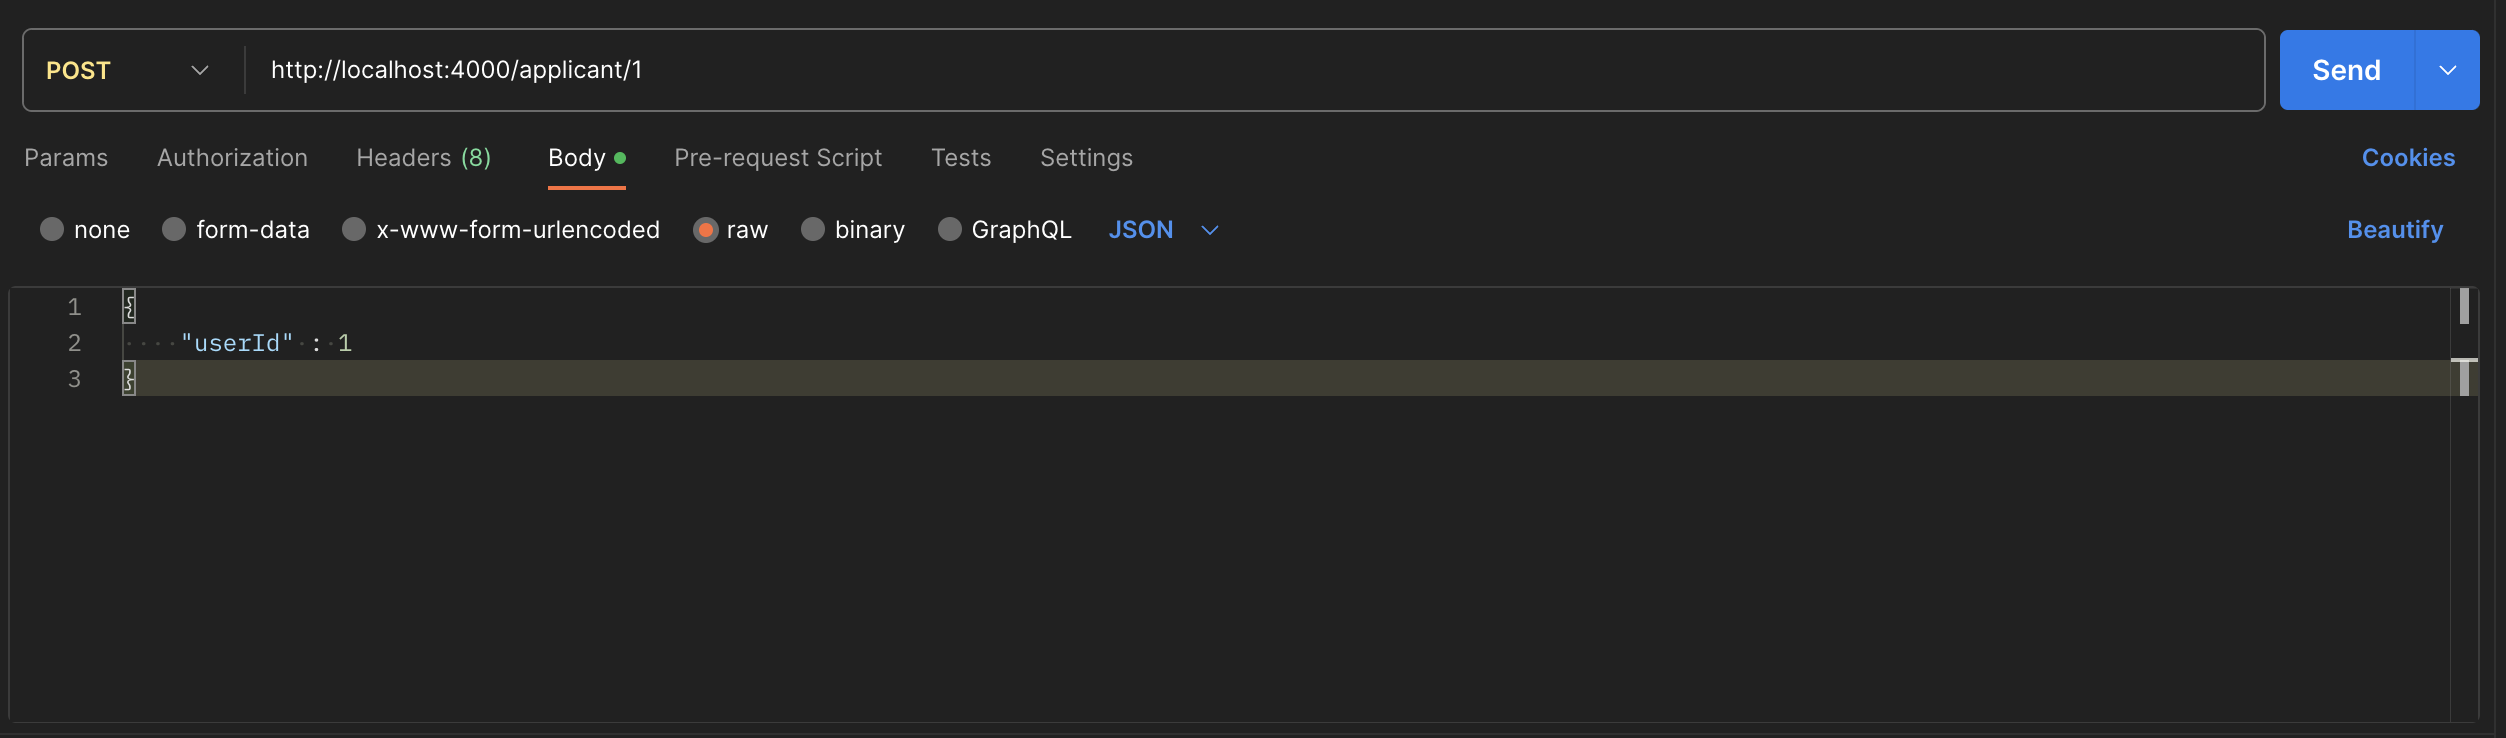 POST http://localhost:4000/applicant/1 Send
Params Authorization Headers (8) Body Pre-request Script Tests Settings Cookies
none form-data x-www-form-urlencoded raw binary GraphQL JSON Beautify
1 {
2 "userId" : 1
3 }